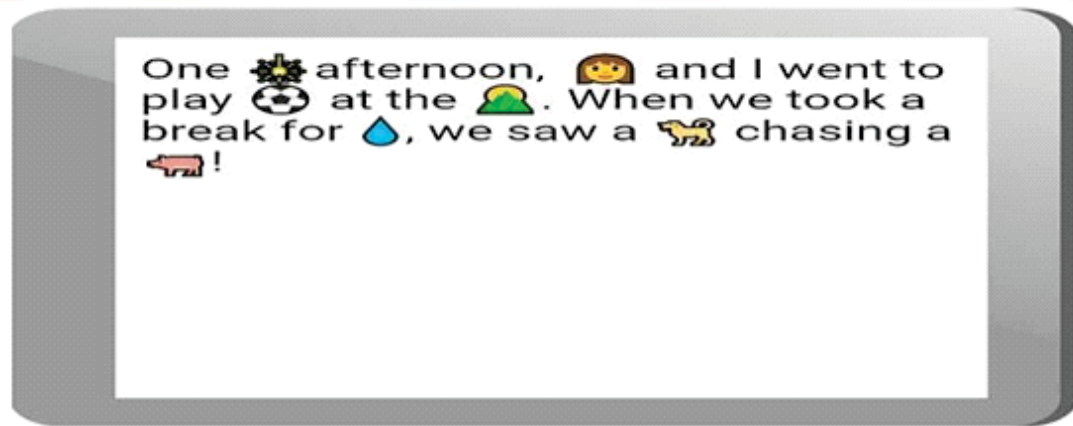 One ☀️ afternoon, 👩 and I went to
play ⚽ at the ⛰️. When we took a
break for 💧, we saw a 🐕 chasing a
🐖!